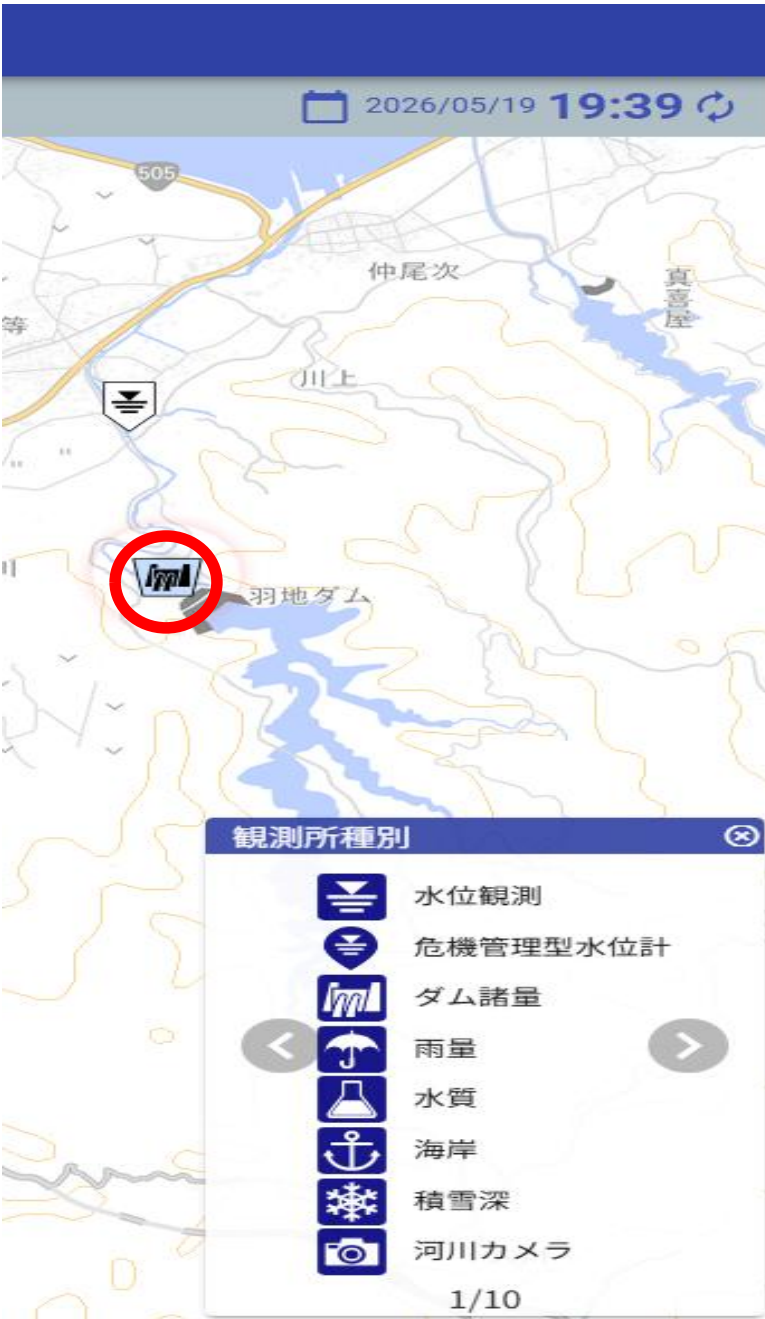 2026/05/19 19:39
505
仲尾次
真喜屋
等
川上
川
羽地ダム
観測所種別
水位観測
危機管理型水位計
ダム諸量
雨量
水質
海岸
積雪深
河川カメラ
1/10